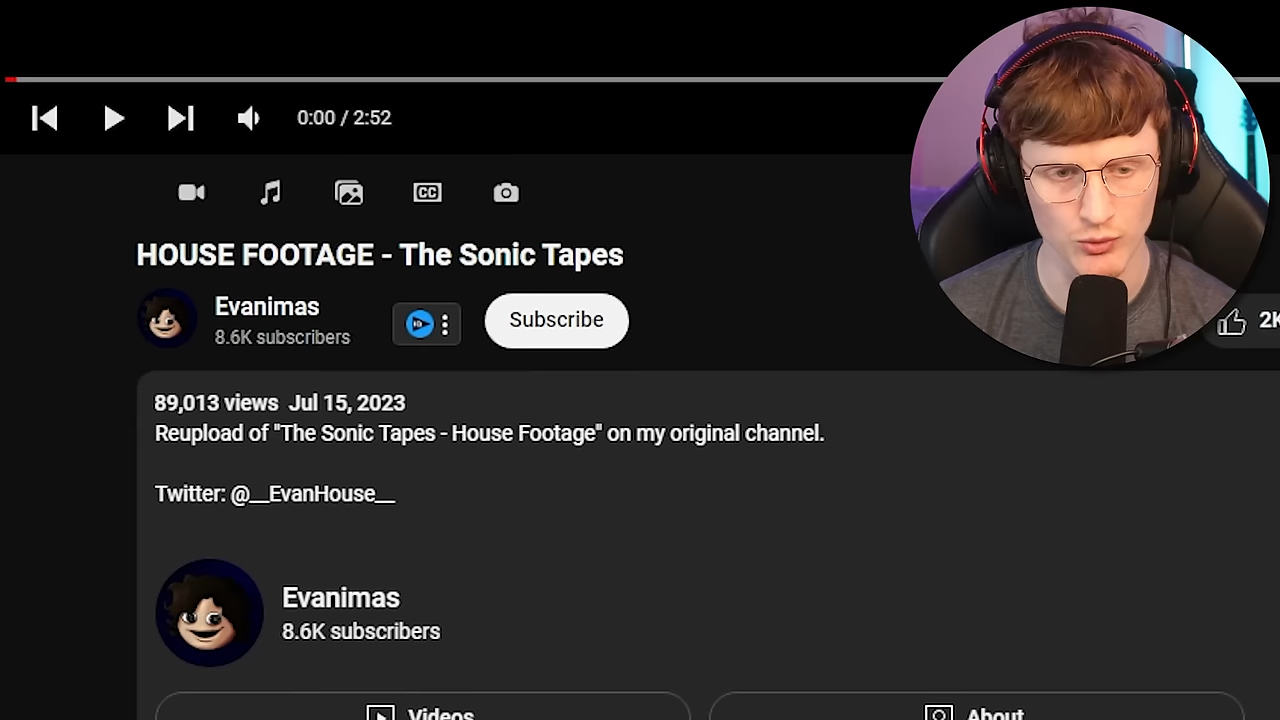 0:00 / 2:52
CC
HOUSE FOOTAGE - The Sonic Tapes
Evanimas
8.6K subscribers
Subscribe
2K
89,013 views Jul 15, 2023
Reupload of "The Sonic Tapes - House Footage" on my original channel.
Twitter: @__EvanHouse__
Evanimas
8.6K subscribers
Videos
About